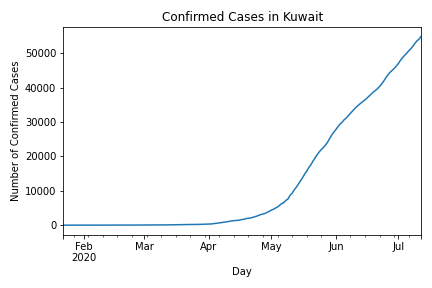 Confirmed Cases in Kuwait
Number of Confirmed Cases
50000
40000
30000
20000
10000
0
Feb Mar Apr May Jun Jul
2020
Day